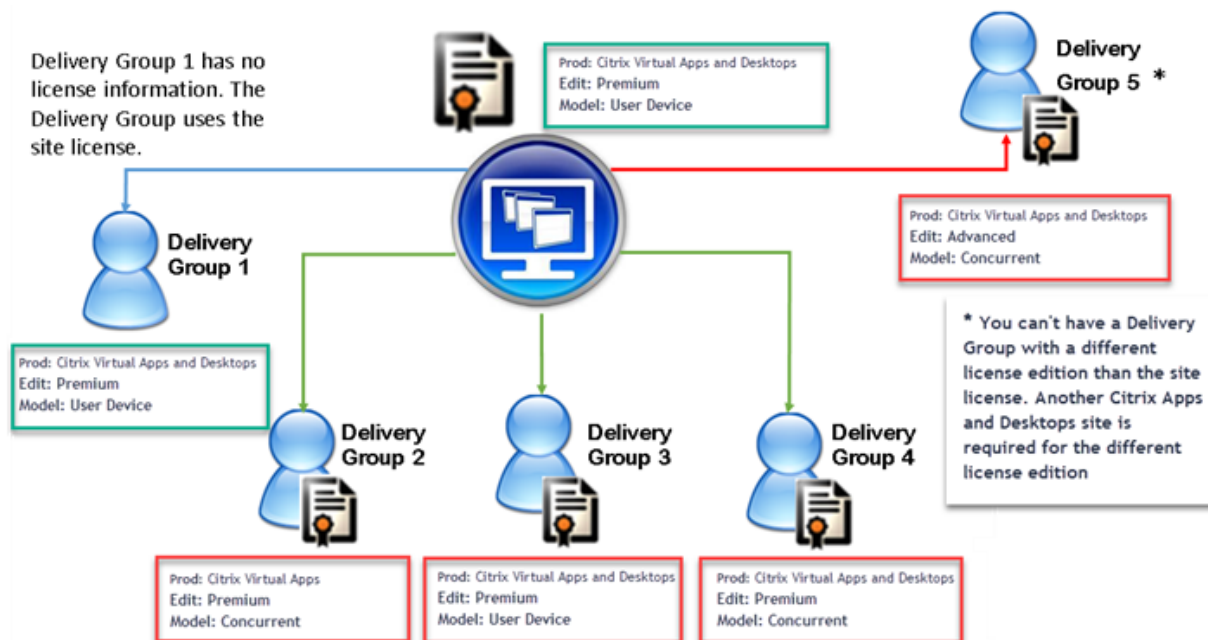 Delivery Group 1 has no
license information. The
Delivery Group uses the
site license.
Prod: Citrix Virtual Apps and Desktops
Edit: Premium
Model: User Device
Delivery
Group 5 *
Prod: Citrix Virtual Apps and Desktops
Edit: Advanced
Model: Concurrent
Delivery
Group 1
Prod: Citrix Virtual Apps and Desktops
Edit: Premium
Model: User Device
* You can't have a Delivery
Group with a different
license edition than the site
license. Another Citrix Apps
and Desktops site is
required for the different
license edition
Delivery
Group 2
Prod: Citrix Virtual Apps
Edit: Premium
Model: Concurrent
Delivery
Group 3
Prod: Citrix Virtual Apps and Desktops
Edit: Premium
Model: User Device
Delivery
Group 4
Prod: Citrix Virtual Apps and Desktops
Edit: Premium
Model: Concurrent